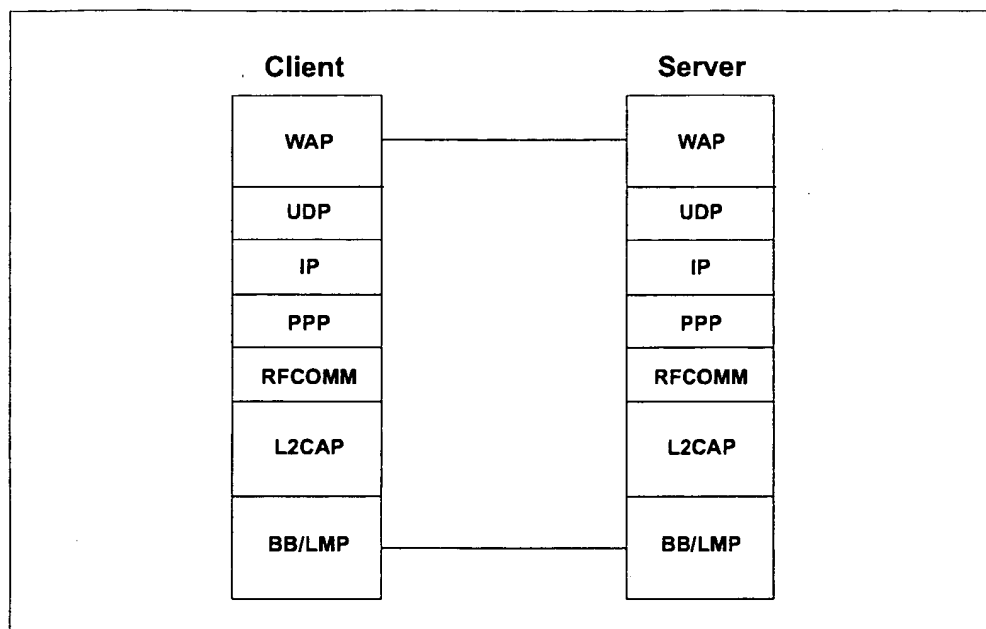 Client Server
WAP WAP
UDP UDP
IP IP
PPP PPP
RFCOMM RFCOMM
L2CAP L2CAP
BB/LMP BB/LMP